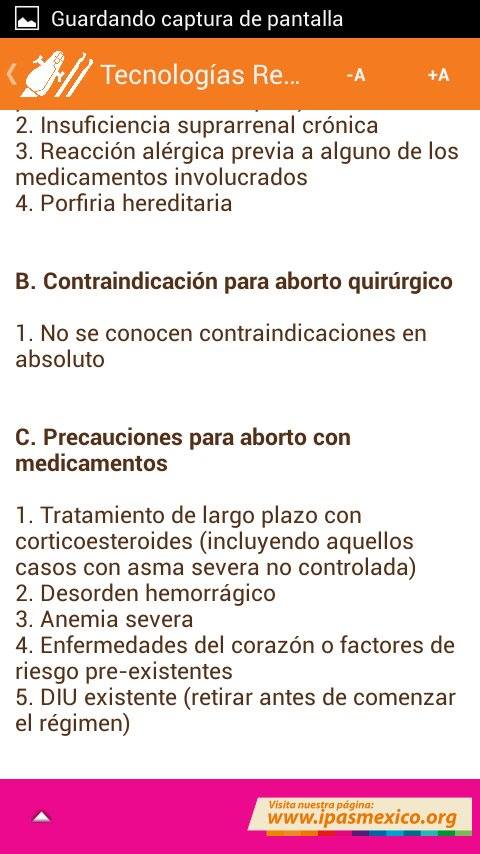 Guardando captura de pantalla
Tecnologías Re...
-A
+A
2. Insuficiencia suprarrenal crónica
3. Reacción alérgica previa a alguno de los
medicamentos involucrados
4. Porfiria hereditaria
B. Contraindicación para aborto quirúrgico
1. No se conocen contraindicaciones en
absoluto
C. Precauciones para aborto con
medicamentos
1. Tratamiento de largo plazo con
corticoesteroides (incluyendo aquellos
casos con asma severa no controlada)
2. Desorden hemorrágico
3. Anemia severa
4. Enfermedades del corazón o factores de
riesgo pre-existentes
5. DIU existente (retirar antes de comenzar
el régimen)
Visita nuestra página:
www.ipasmexico.org